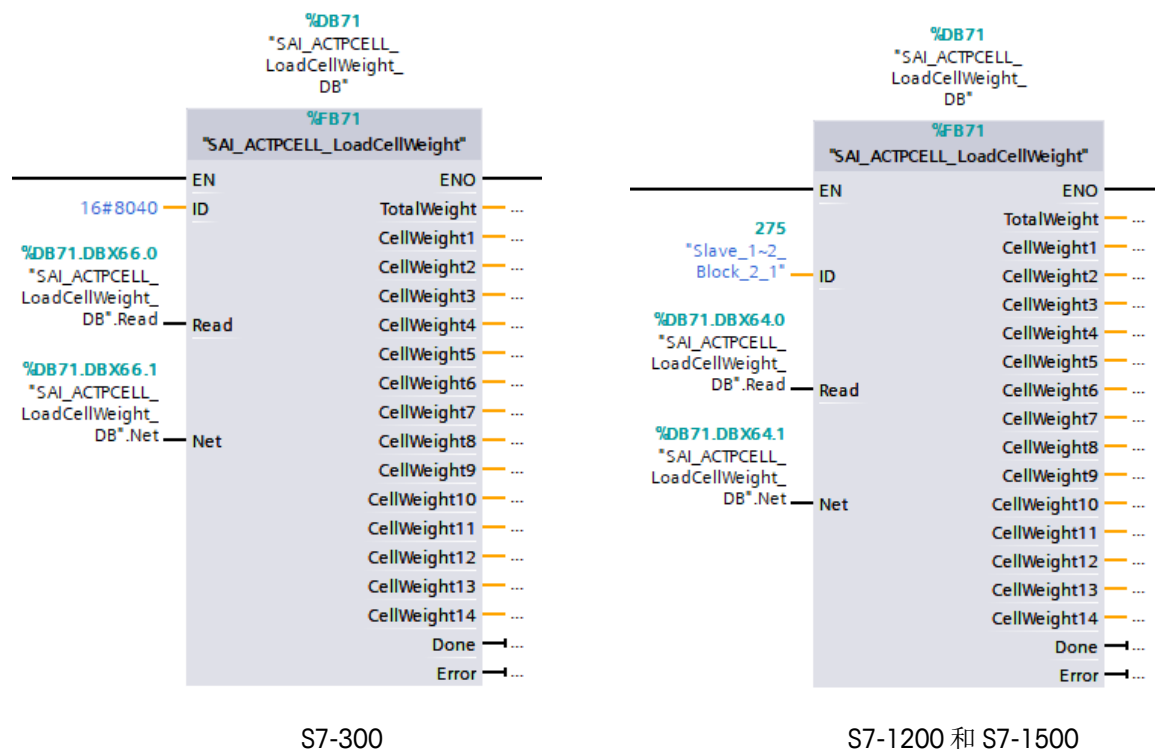 %DB71
"SAI_ACTPCELL_
LoadCellWeight_
DB"
%FB71
"SAI_ACTPCELL_LoadCellWeight"
EN ENO
16#8040 ID TotalWeight ...
CellWeight1 ...
%DB71.DBX66.0
CellWeight2 ...
"SAI_ACTPCELL_
LoadCellWeight_
CellWeight3 ...
DB".Read Read CellWeight4 ...
CellWeight5 ...
%DB71.DBX66.1
CellWeight6 ...
"SAI_ACTPCELL_
LoadCellWeight_
CellWeight7 ...
DB".Net Net CellWeight8 ...
CellWeight9 ...
CellWeight10 ...
CellWeight11 ...
CellWeight12 ...
CellWeight13 ...
CellWeight14 ...
Done ...
Error ...
S7-300
%DB71
"SAI_ACTPCELL_
LoadCellWeight_
DB"
%FB71
"SAI_ACTPCELL_LoadCellWeight"
EN ENO
TotalWeight ...
275
"Slave_1~2_
CellWeight1 ...
Block_2_1" ID CellWeight2 ...
CellWeight3 ...
%DB71.DBX64.0
CellWeight4 ...
"SAI_ACTPCELL_
LoadCellWeight_
CellWeight5 ...
DB".Read Read CellWeight6 ...
CellWeight7 ...
%DB71.DBX64.1
CellWeight8 ...
"SAI_ACTPCELL_
LoadCellWeight_
CellWeight9 ...
DB".Net Net CellWeight10 ...
CellWeight11 ...
CellWeight12 ...
CellWeight13 ...
CellWeight14 ...
Done ...
Error ...
S7-1200 和 S7-1500